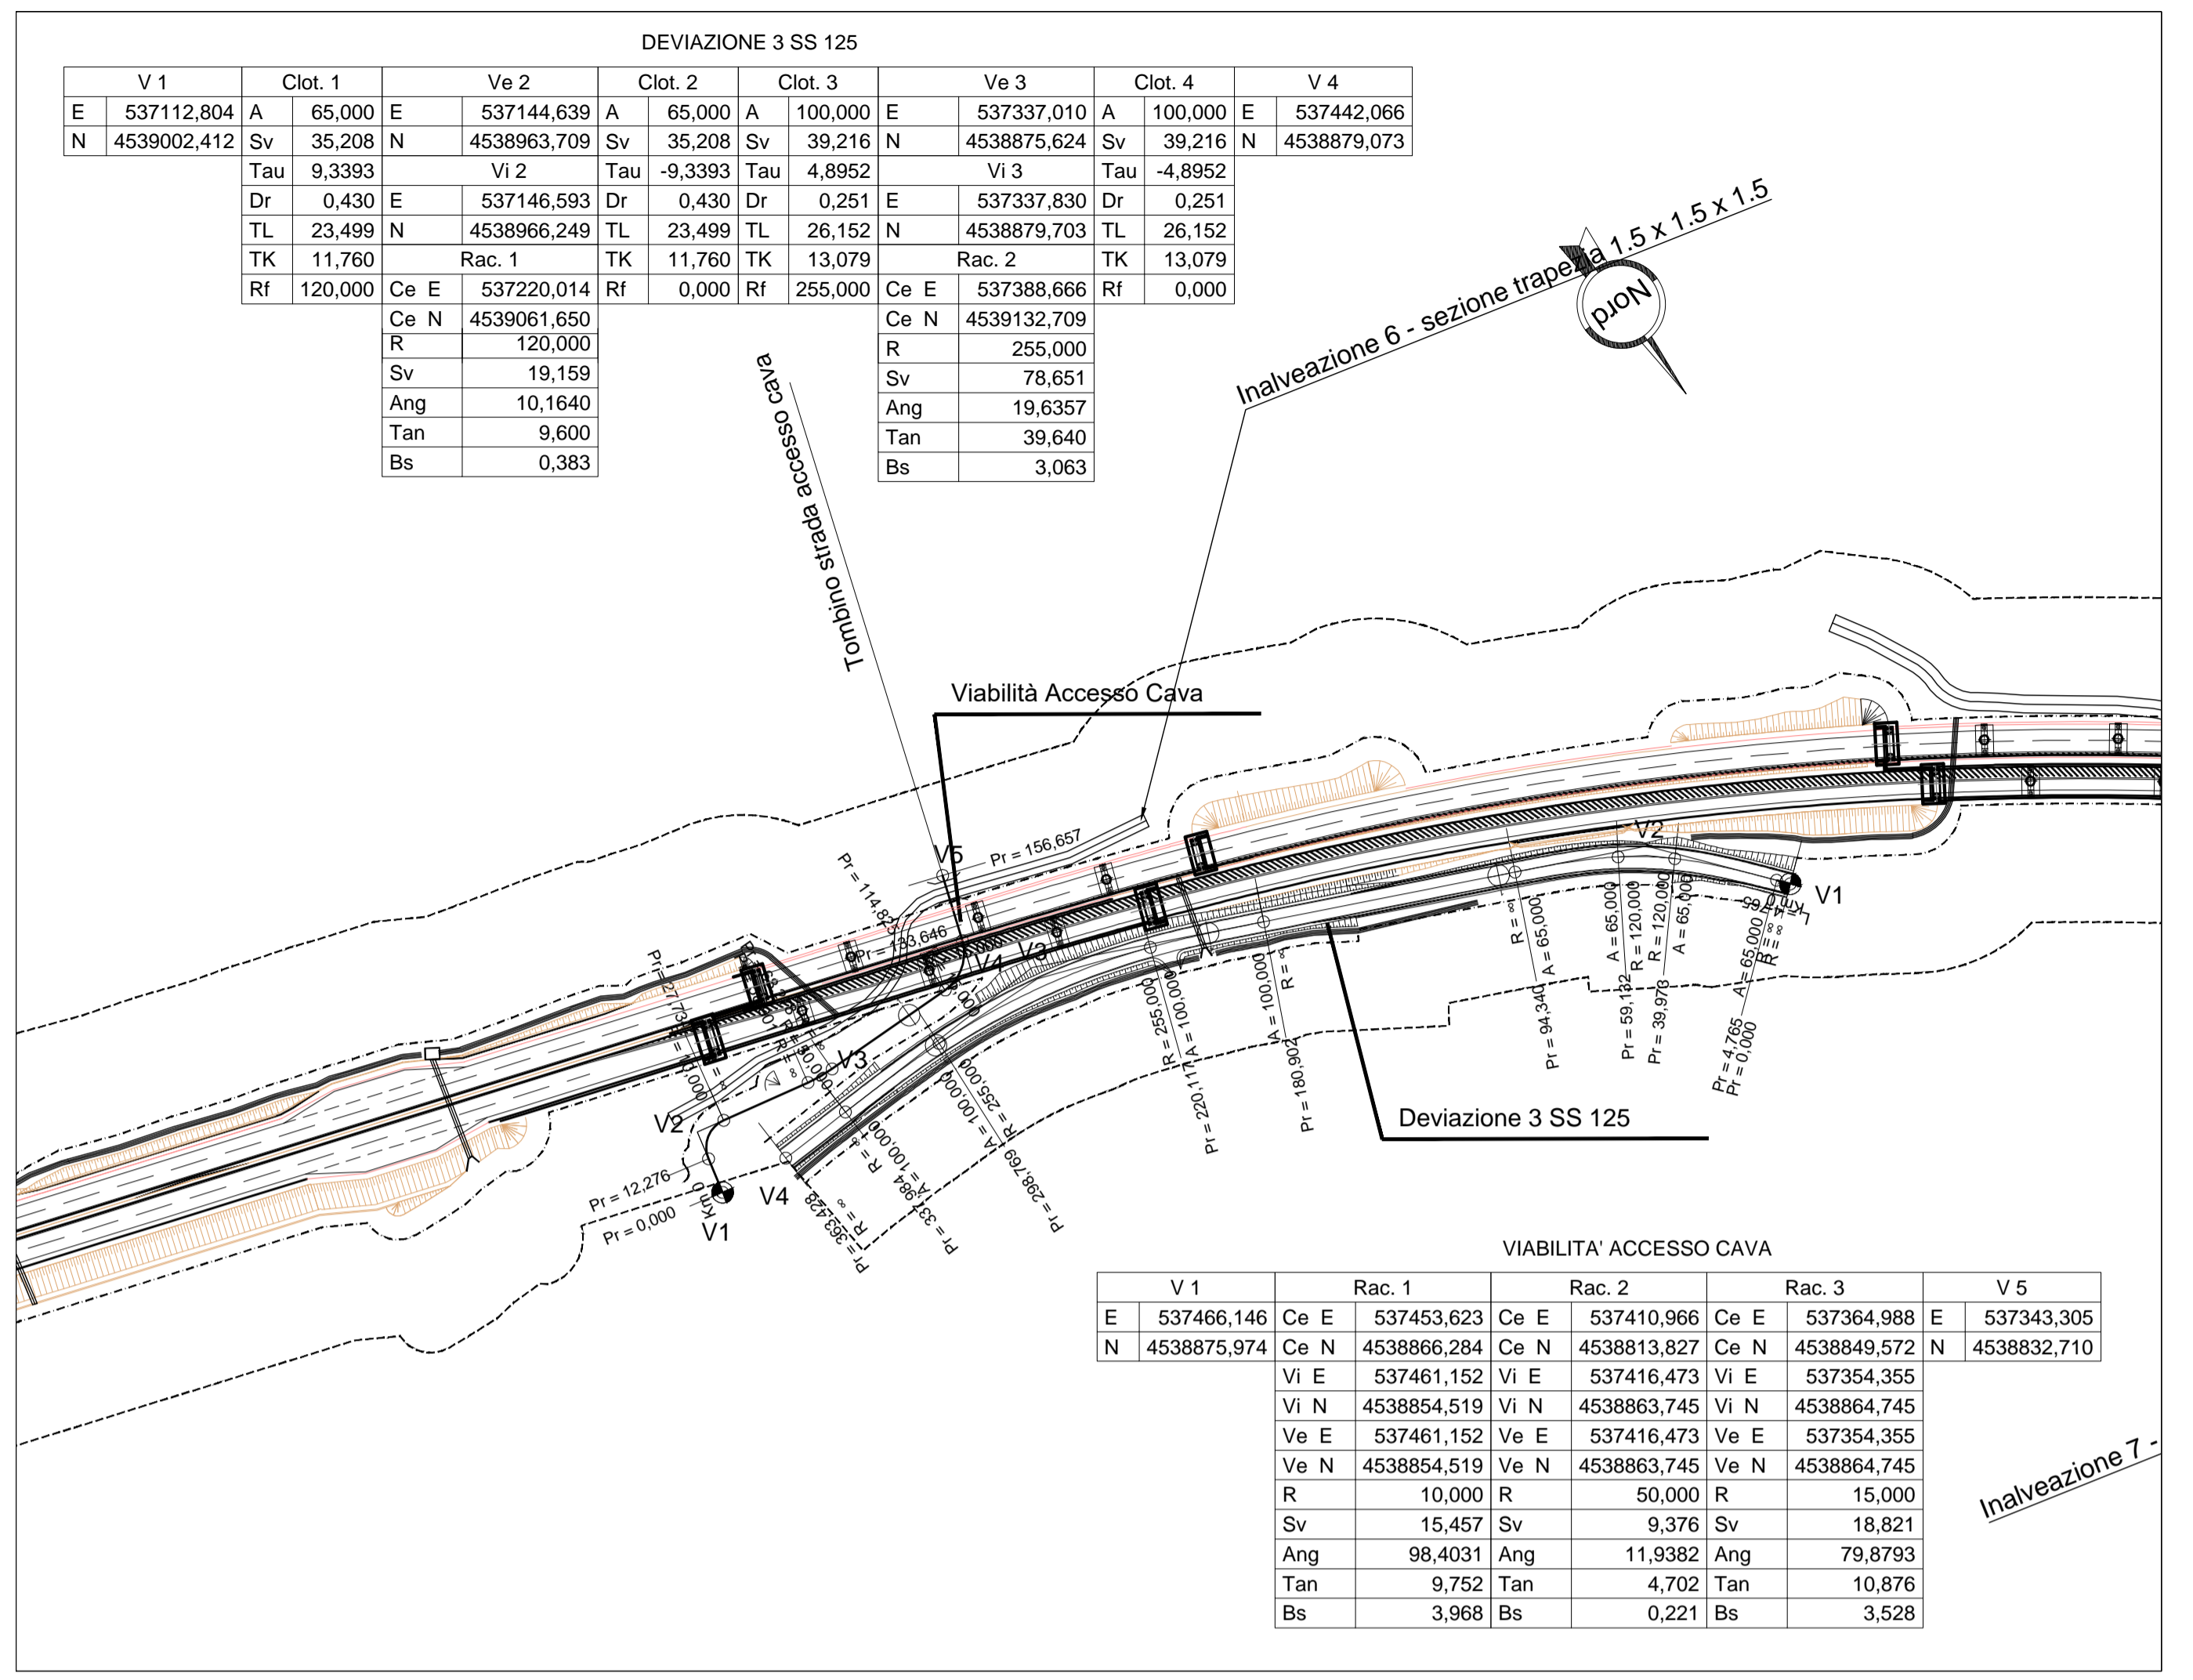 DEVIAZIONE 3 SS 125
V 1 Clot. 1 Ve 2 Clot. 2 Clot. 3 Ve 3 Clot. 4 V 4
E 537112,804 A 65,000 E 537144,639 A 65,000 A 100,000 E 537337,010 A 100,000 E 537442,066
N 4539002,412 Sv 35,208 N 4538963,709 Sv 35,208 Sv 39,216 N 4538875,624 Sv 39,216 N 4538879,073
Tau 9,3393 Vi 2 Tau -9,3393 Tau 4,8952 Vi 3 Tau -4,8952
Dr 0,430 E 537146,593 Dr 0,430 Dr 0,251 E 537337,830 Dr 0,251
TL 23,499 N 4538966,249 TL 23,499 TL 26,152 N 4538879,703 TL 26,152
TK 11,760 Rac. 1 TK 11,760 TK 13,079 Rac. 2 TK 13,079
Rf 120,000 Ce E 537220,014 Rf 0,000 Rf 255,000 Ce E 537388,666 Rf 0,000
Ce N 4539061,650 Ce N 4539132,709
R 120,000 R 255,000
Sv 19,159 Sv 78,651
Ang 10,1640 Ang 19,6357
Tan 9,600 Tan 39,640
Bs 0,383 Bs 3,063
Inalveazione 6 - sezione trapezia 1.5 x 1.5 x 1.5
Nord
Tombino strada accesso cava
Viabilità Accesso Cava
V5
Pr = 156,657
Pr = 114,825
Pr = 133,646
V4
V3
V2
V1
R = ∞
A = 65,000
Pr = 94,340
A = 65,000
R = 120,000
Pr = 59,132
R = 120,000
A = 65,000
Pr = 39,973
A = 65,000
R = ∞
Pr = 4,765
Pr = 0,000
R = 255,000
A = 100,000
Pr = 220,117
A = 100,000
R = ∞
Pr = 180,902
R = 255,000
A = 100,000
Pr = 298,769
A = 100,000
R = ∞
Pr = 337,984
R = ∞
Pr = 363,428
V3
V2
V4
V1
Pr = 12,276
Pr = 0,000
Km 0
Deviazione 3 SS 125
VIABILITA' ACCESSO CAVA
V 1 Rac. 1 Rac. 2 Rac. 3 V 5
E 537466,146 Ce E 537453,623 Ce E 537410,966 Ce E 537364,988 E 537343,305
N 4538875,974 Ce N 4538866,284 Ce N 4538813,827 Ce N 4538849,572 N 4538832,710
Vi E 537461,152 Vi E 537416,473 Vi E 537354,355
Vi N 4538854,519 Vi N 4538863,745 Vi N 4538864,745
Ve E 537461,152 Ve E 537416,473 Ve E 537354,355
Ve N 4538854,519 Ve N 4538863,745 Ve N 4538864,745
R 10,000 R 50,000 R 15,000
Sv 15,457 Sv 9,376 Sv 18,821
Ang 98,4031 Ang 11,9382 Ang 79,8793
Tan 9,752 Tan 4,702 Tan 10,876
Bs 3,968 Bs 0,221 Bs 3,528
Inalveazione 7 -